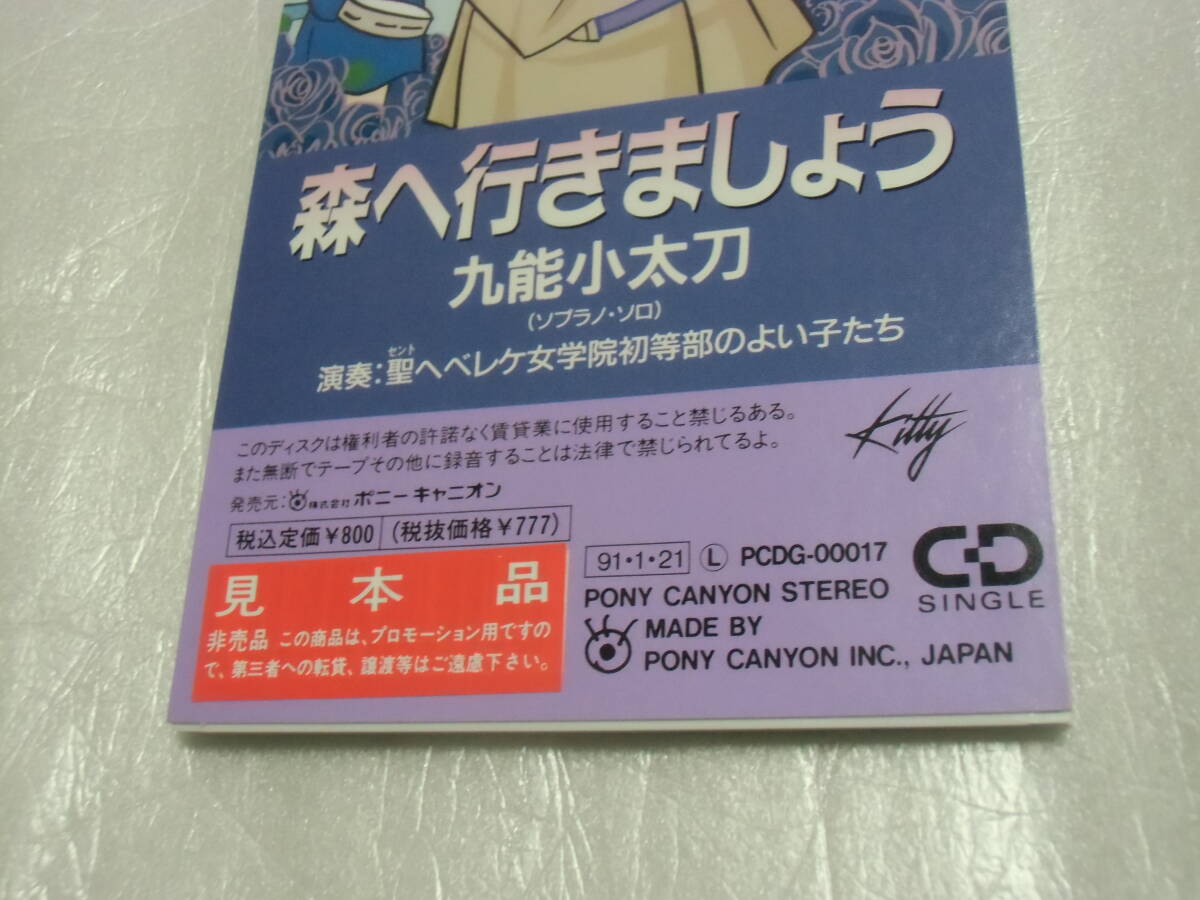 森へ行きましょう
九能小太刀
(ソプラノ・ソロ)
演奏:聖ヘベレケ女学院初等部のよい子たち
セント
このディスクは権利者の許諾なく賃貸業に使用すること禁じるある。
また無断でテープその他に録音することは法律で禁じられてるよ。
Kitty
発売元:株式会社ポニーキャニオン
税込定価¥800 (税抜価格¥777)
見本品
非売品 この商品は、プロモーション用ですの
で、第三者への転貸、譲渡等はご遠慮下さい。
91・1・21 Ⓛ PCDG-00017
PONY CANYON STEREO
MADE BY
PONY CANYON INC., JAPAN
CD
SINGLE